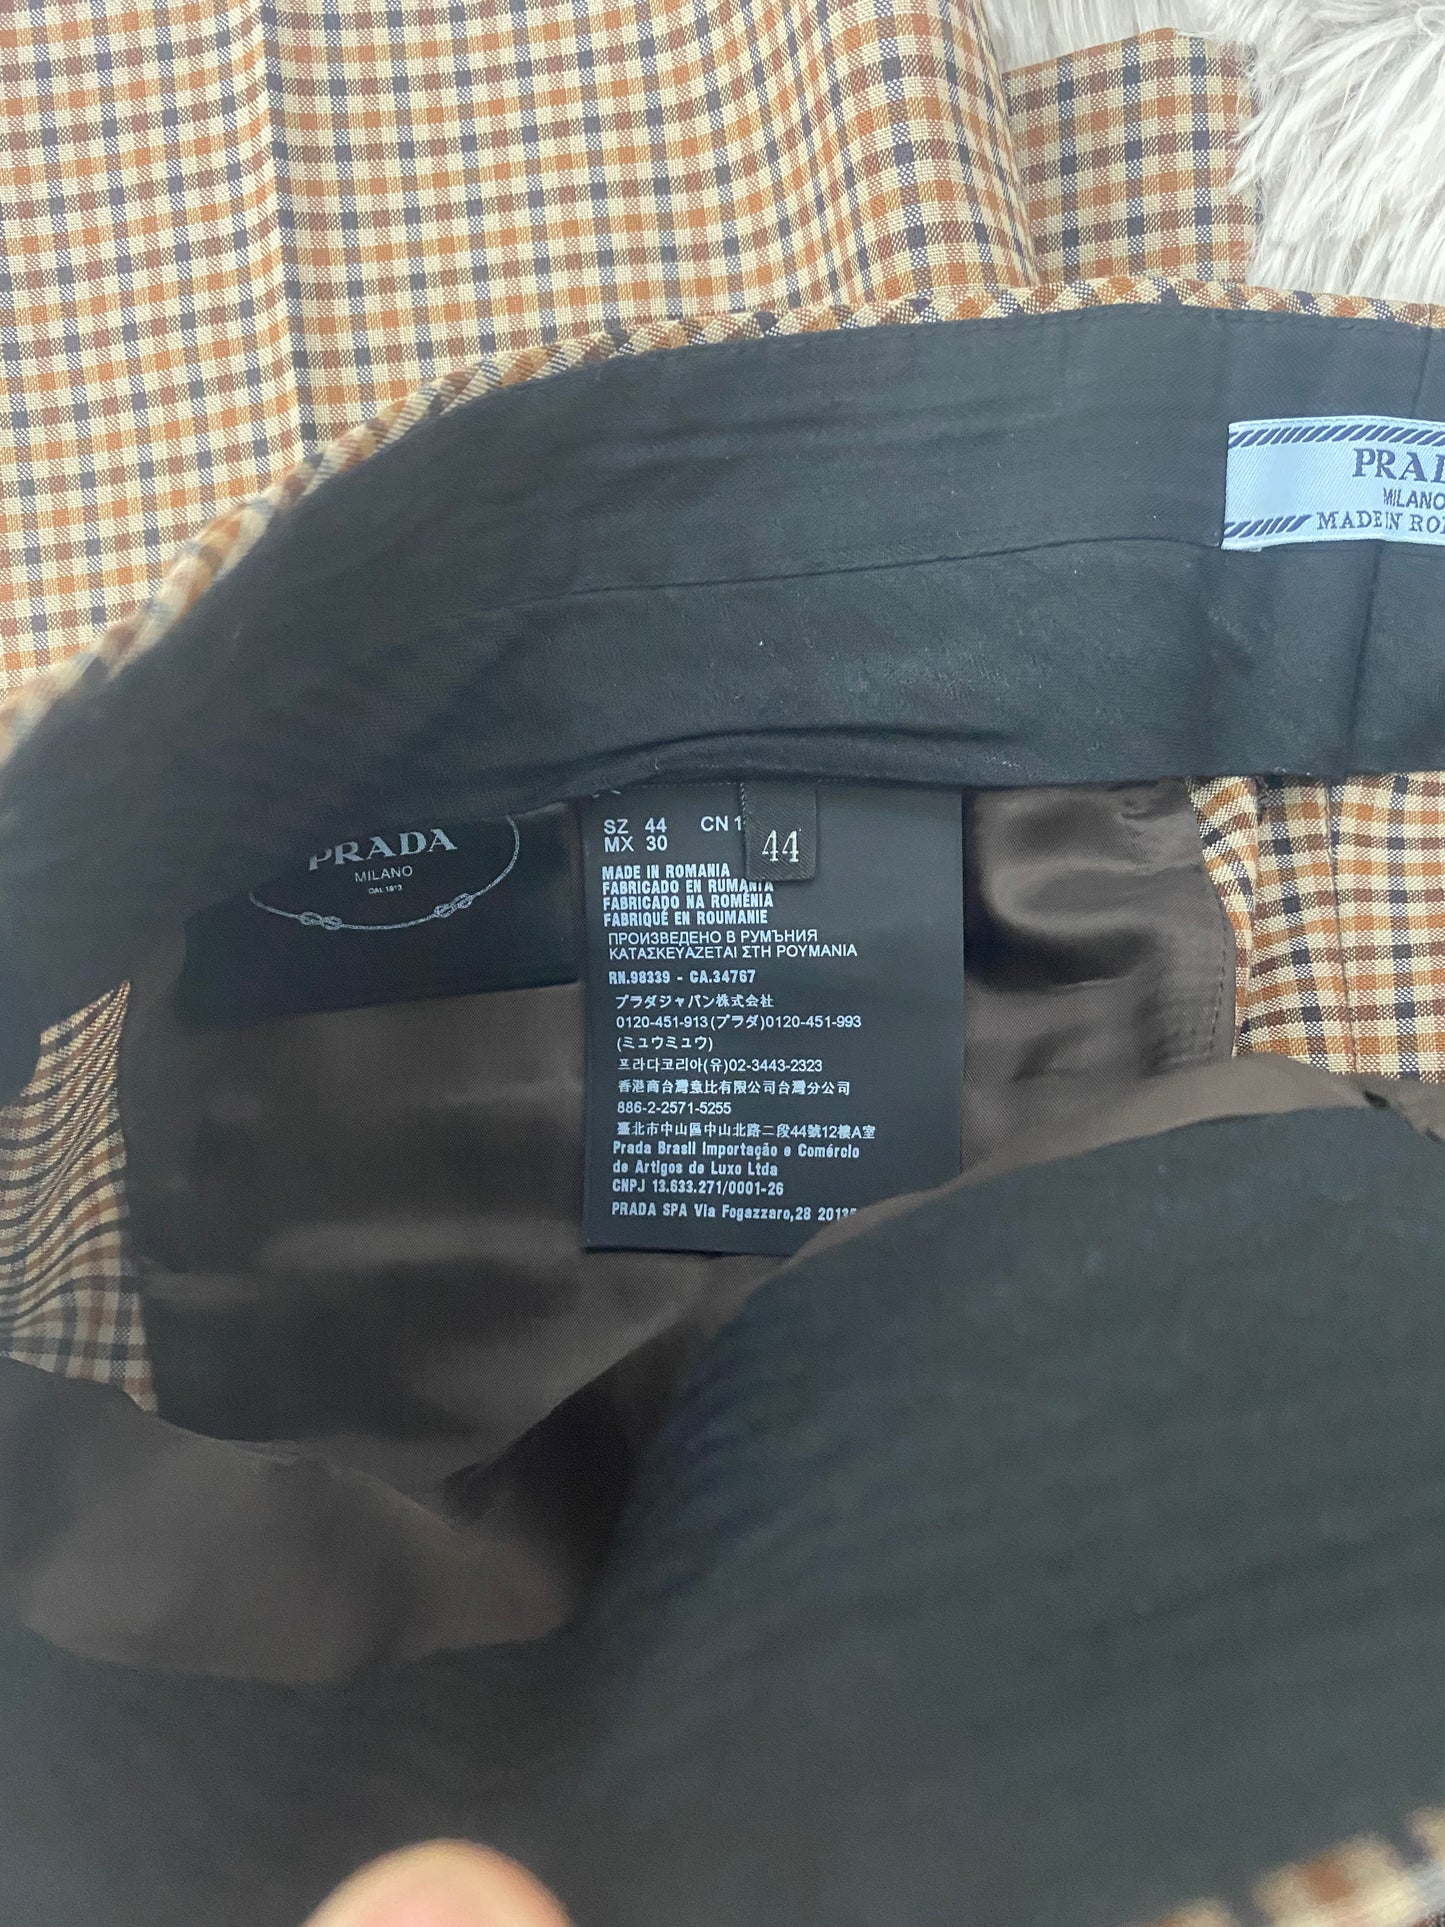 PRA
MILANO
MADE IN RO
PRADA
MILANO
DAL 1913
SZ 44 CN 1
MX 30
44
MADE IN ROMANIA
FABRICADO EN RUMANIA
FABRICADO NA ROMÉNIA
FABRIQUÉ EN ROUMANIE
ПРОИЗВЕДЕНО В РУМЪНИЯ
ΚΑΤΑΣΚΕΥΑΖΕΤΑΙ ΣΤΗ ΡΟΥΜΑΝΙΑ
RN.98339 - CA.34767
プラダジャパン株式会社
0120-451-913(プラダ)0120-451-993
(ミュウミュウ)
프라다코리아(유)02-3443-2323
香港商台灣意比有限公司台灣分公司
886-2-2571-5255
臺北市中山區中山北路二段44號12樓A室
Prada Brasil Importação e Comércio
de Artigos de Luxo Ltda
CNPJ 13.633.271/0001-26
PRADA SPA Via Fogazzaro,28 20135